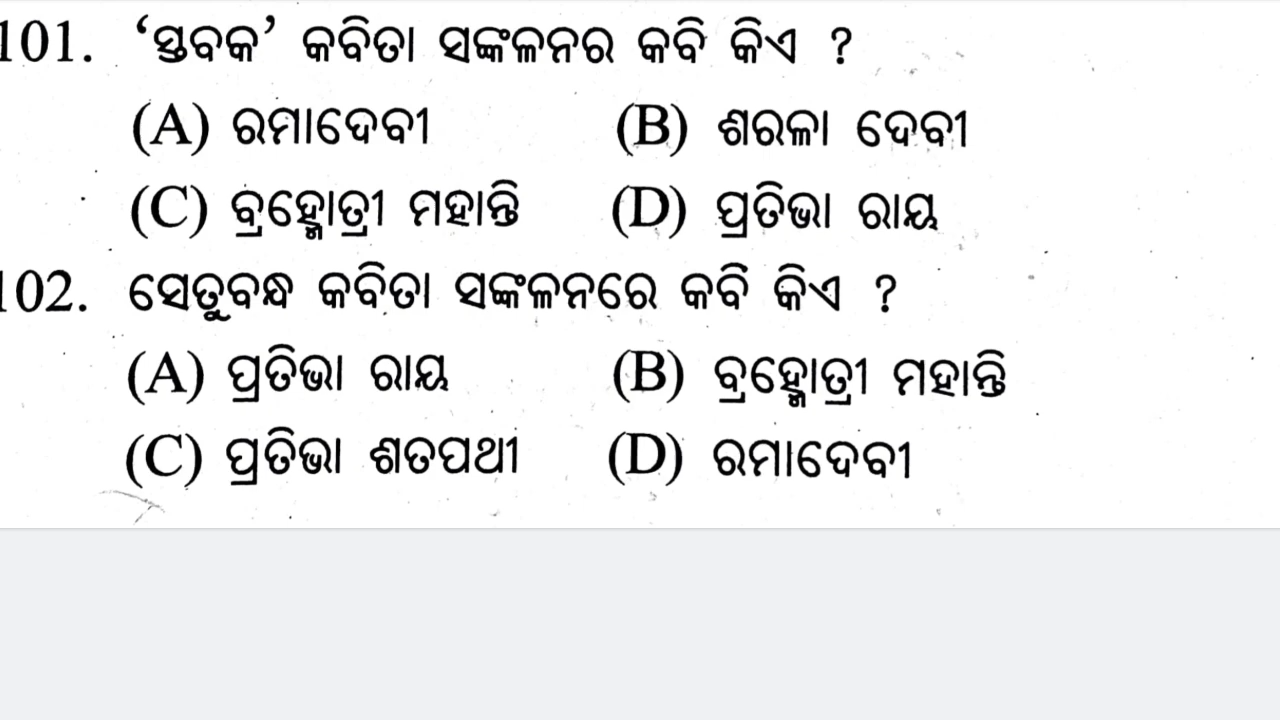 101. ‘ସ୍ତବକ’ କବିତା ସଙ୍କଳନର କବି କିଏ ?
(A) ରମାଦେବୀ (B) ଶରଳା ଦେବୀ
(C) ବ୍ରହ୍ମୋତ୍ରୀ ମହାନ୍ତି (D) ପ୍ରତିଭା ରାୟ
102. ସେତୁବନ୍ଧ କବିତା ସଙ୍କଳନରେ କବି କିଏ ?
(A) ପ୍ରତିଭା ରାୟ (B) ବ୍ରହ୍ମୋତ୍ରୀ ମହାନ୍ତି
(C) ପ୍ରତିଭା ଶତପଥୀ (D) ରମାଦେବୀ